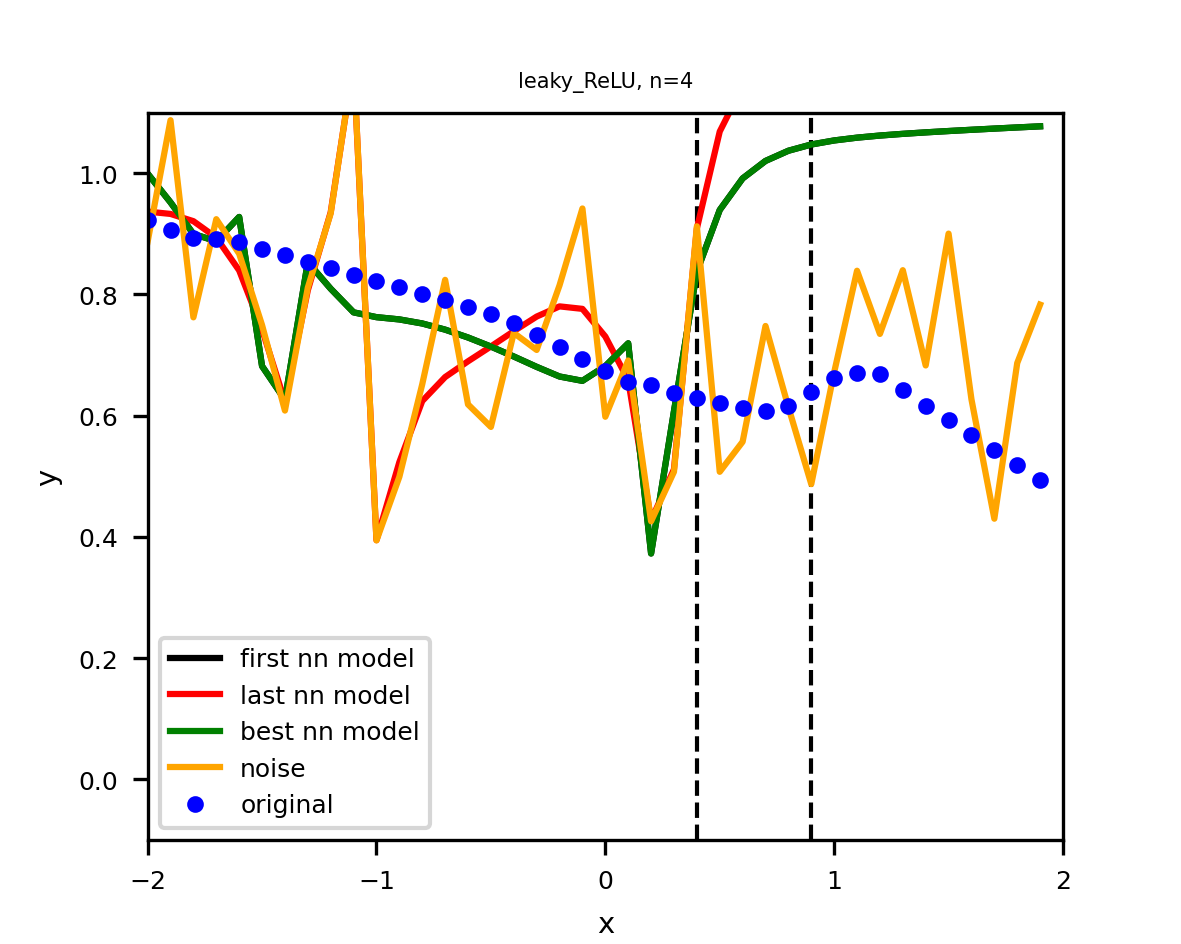 leaky_ReLU, n=4
1.0
0.8
0.6
0.4
0.2
0.0
y
first nn model
last nn model
best nn model
noise
original
−2 −1 0 1 2
x